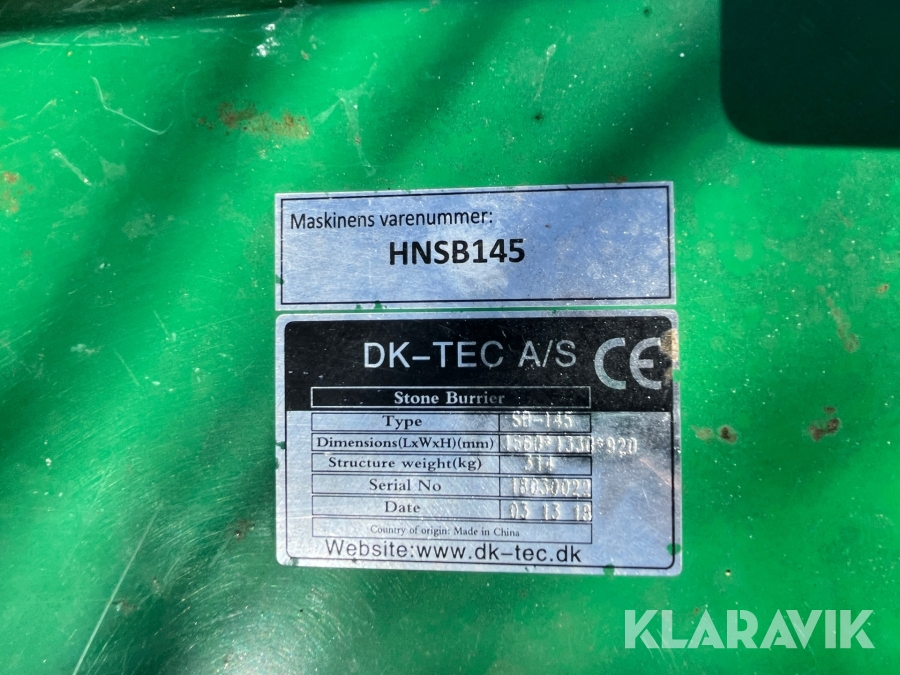 Maskinens varenummer:
HNSB145
DK-TEC A/S CE
Stone Burrier
Type SB-145
Dimensions(LxWxH)(mm)
Structure weight(kg) 314
Serial No
Date 03 13 18
Country of origin: Made in China
Website:www.dk-tec.dk
KLARAVIK